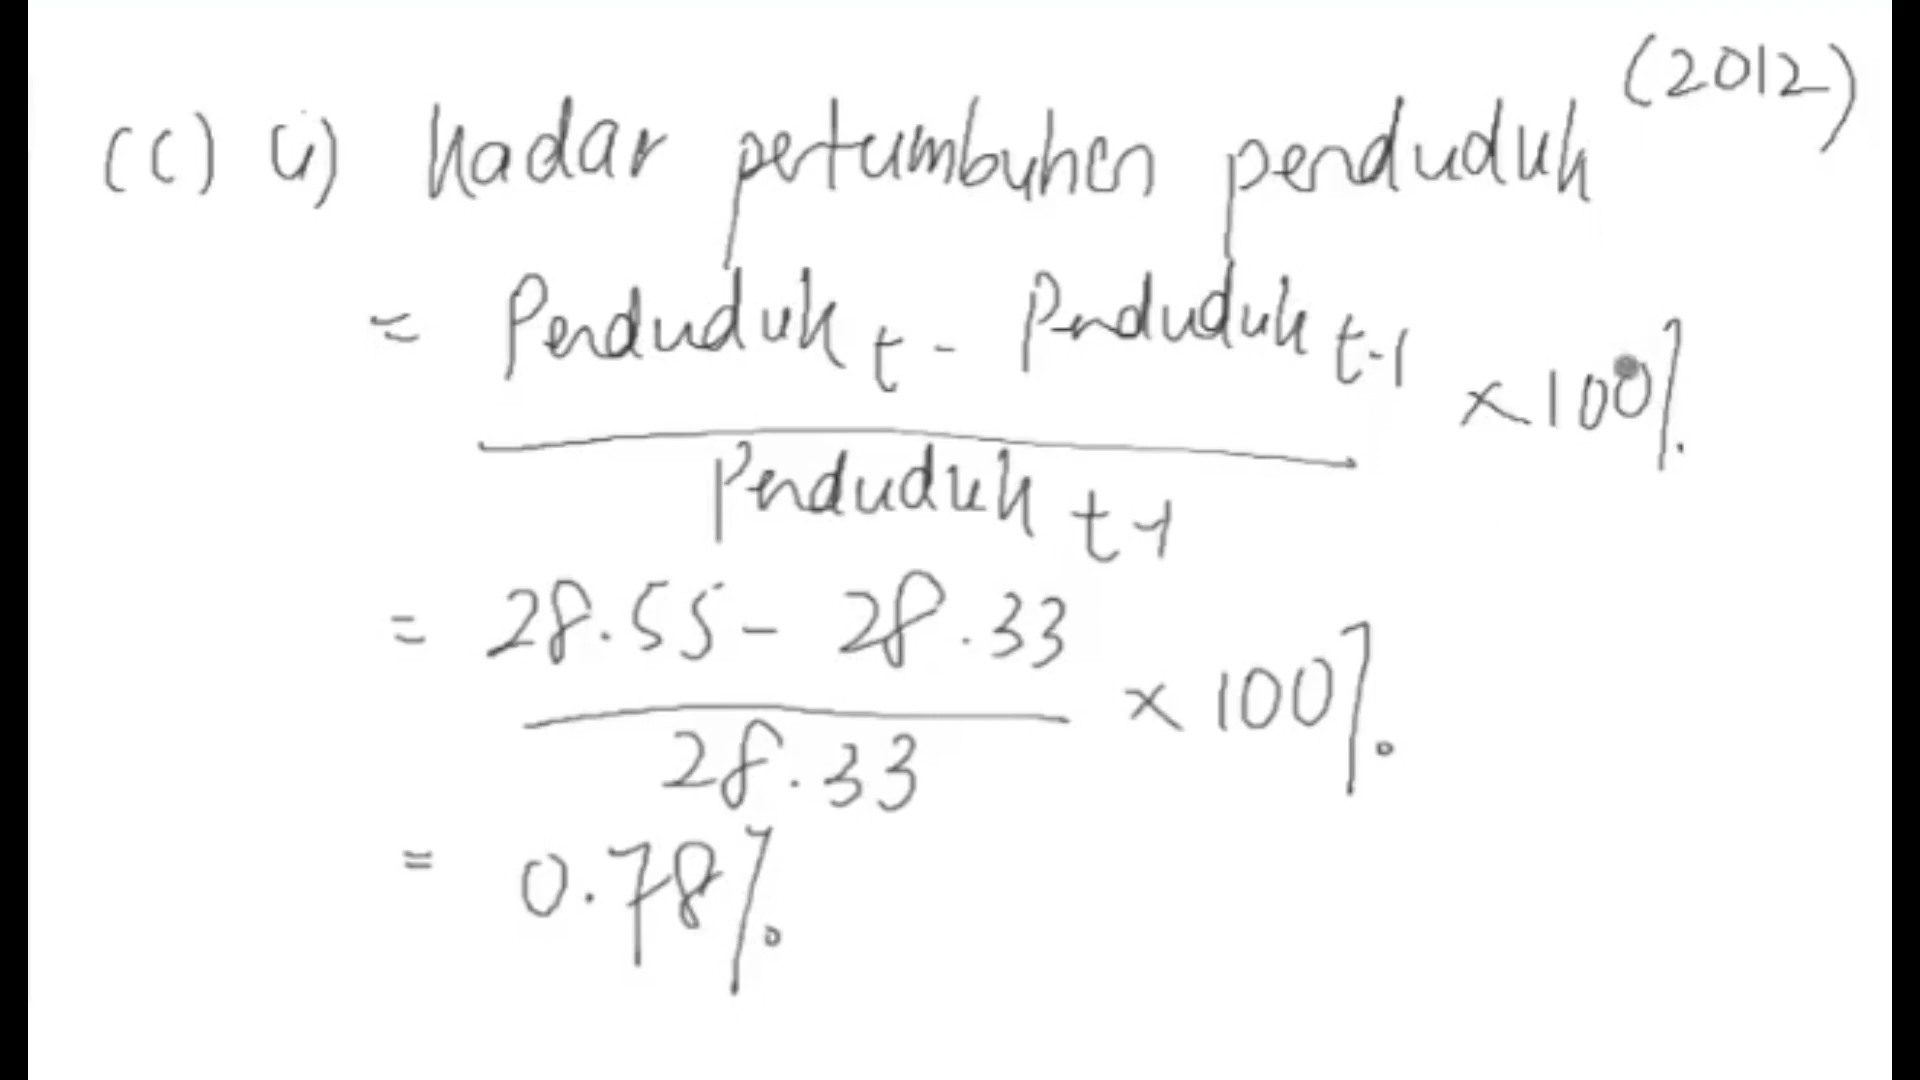 (2012)
(c) (i) Kadar pertumbuhan penduduk
= Penduduk t - Penduduk t-1 × 100%
Penduduk t-1
= 28.55 - 28.33 × 100%
28.33
= 0.78%